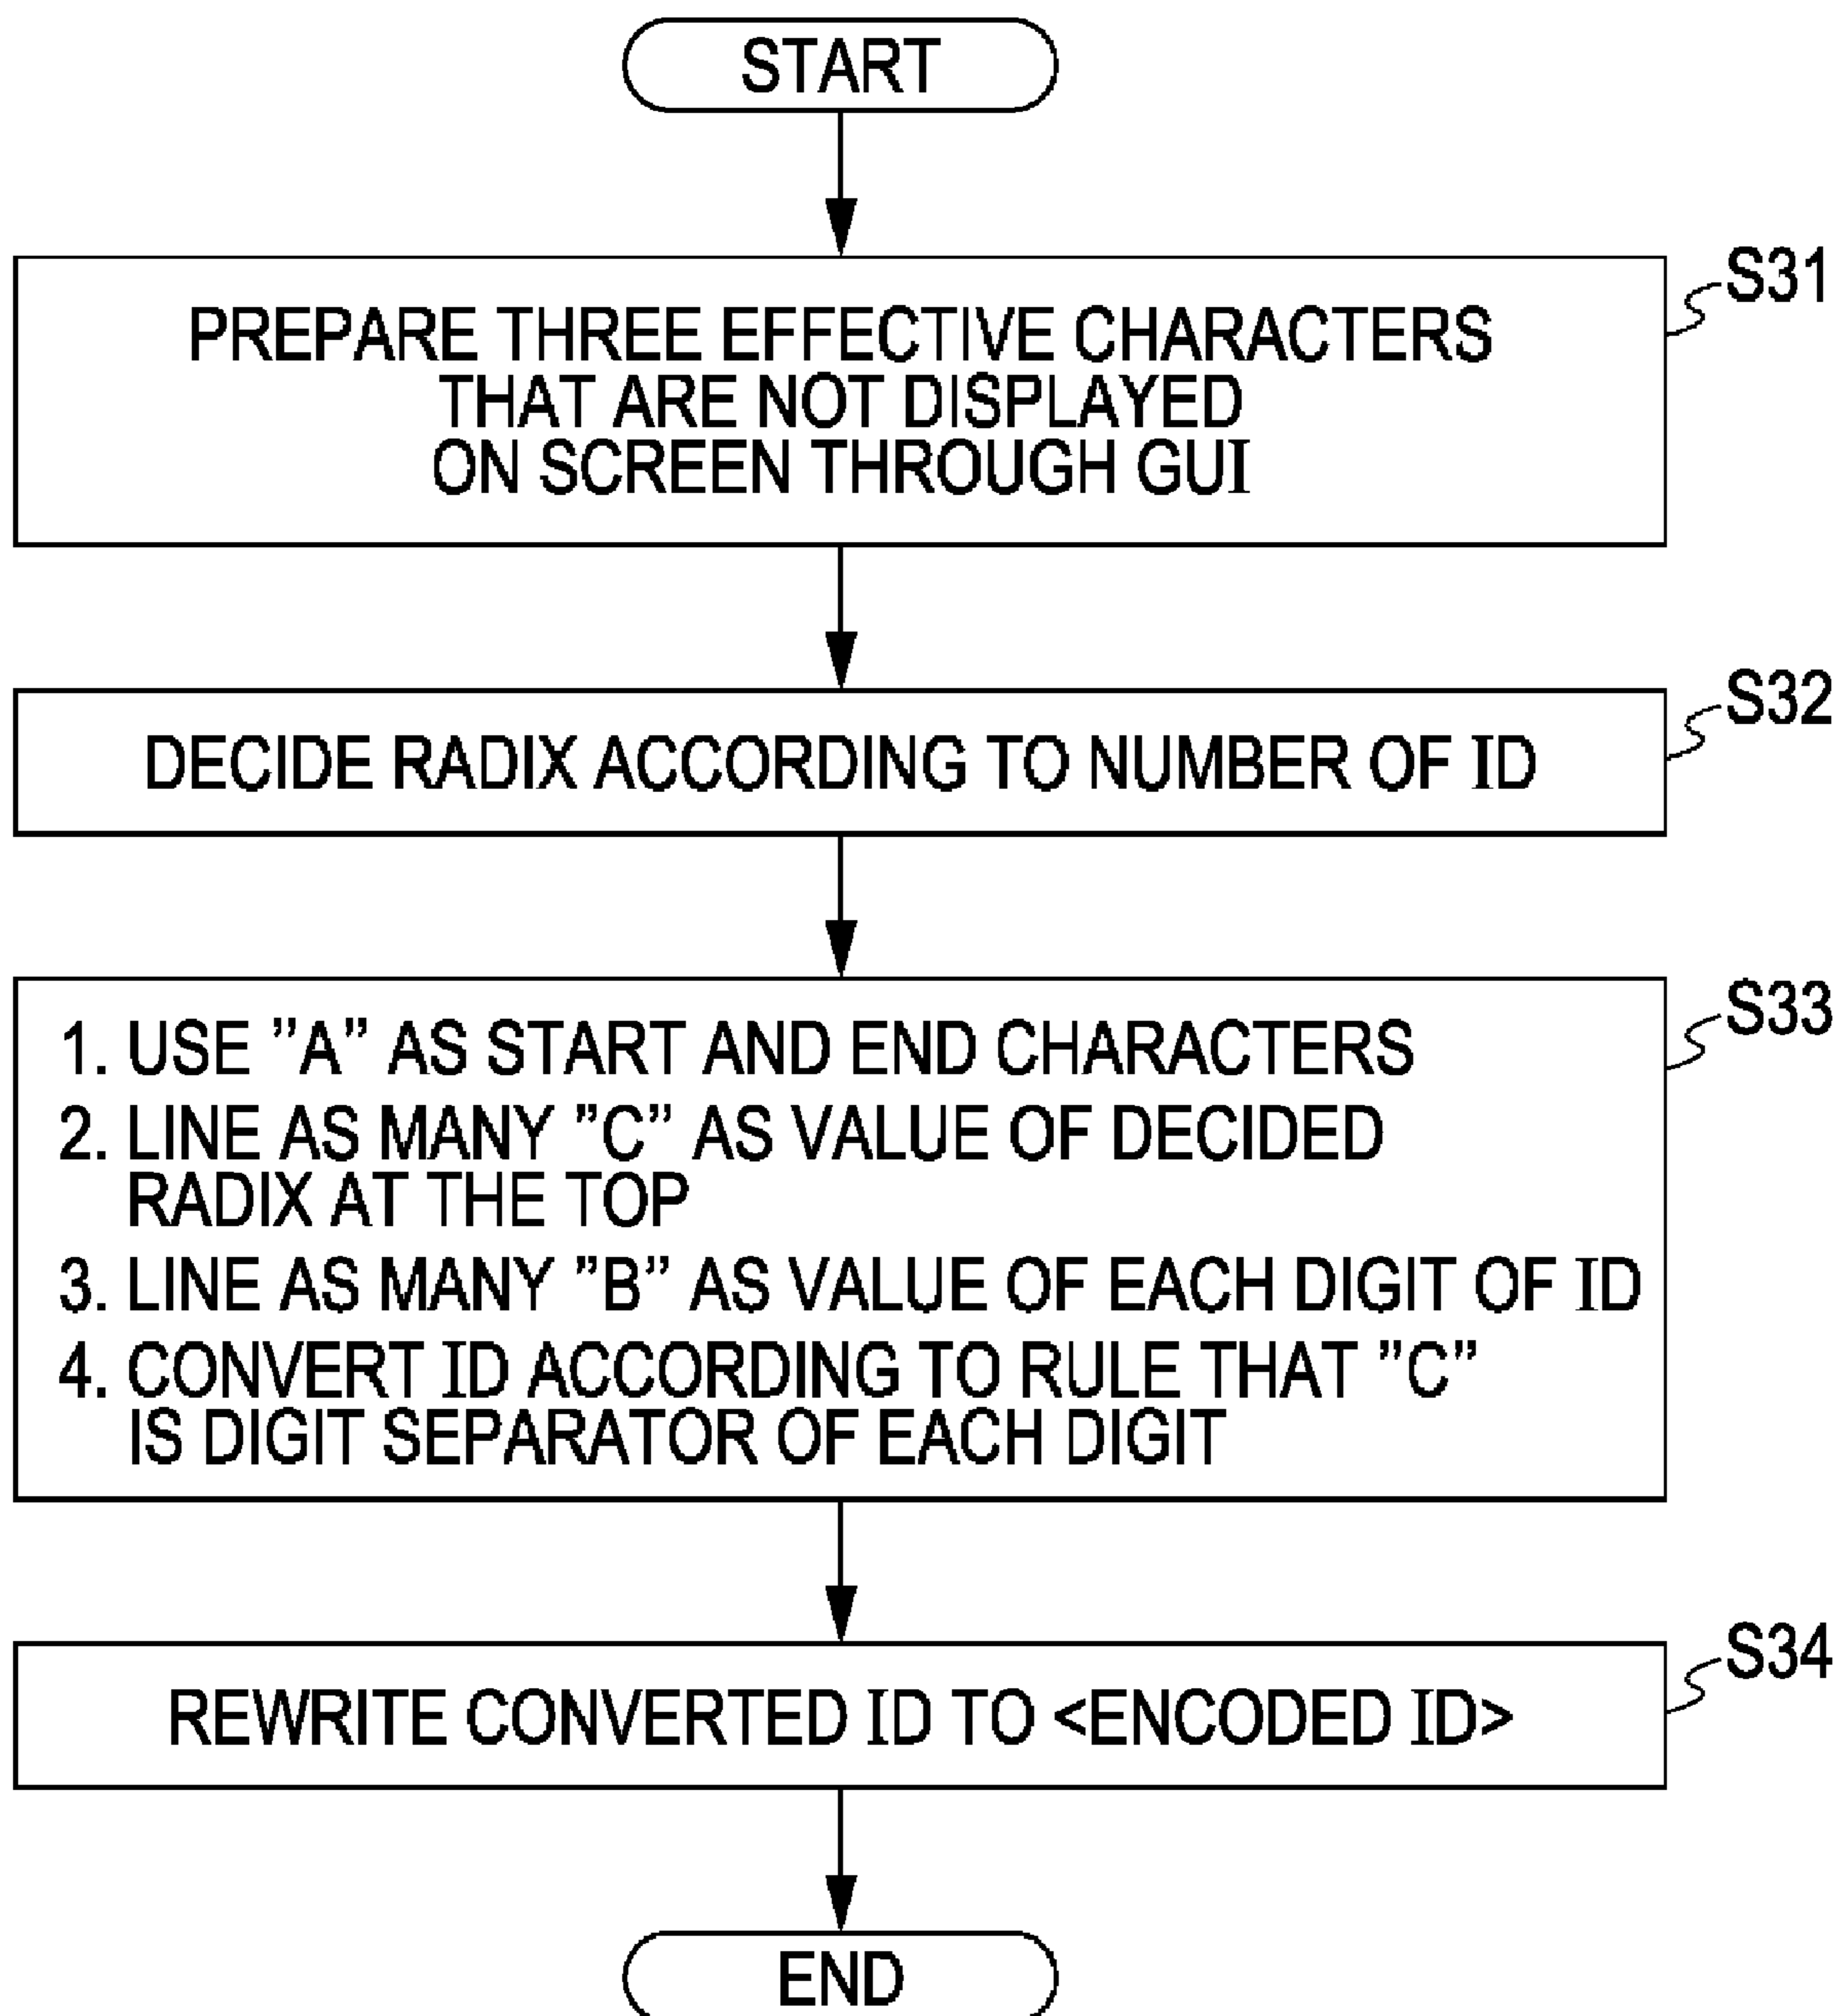 START
S31
PREPARE THREE EFFECTIVE CHARACTERS
THAT ARE NOT DISPLAYED
ON SCREEN THROUGH GUI
S32
DECIDE RADIX ACCORDING TO NUMBER OF ID
S33
1. USE ”A” AS START AND END CHARACTERS
2. LINE AS MANY ”C” AS VALUE OF DECIDED
RADIX AT THE TOP
3. LINE AS MANY ”B” AS VALUE OF EACH DIGIT OF ID
4. CONVERT ID ACCORDING TO RULE THAT ”C”
IS DIGIT SEPARATOR OF EACH DIGIT
S34
REWRITE CONVERTED ID TO <ENCODED ID>
END